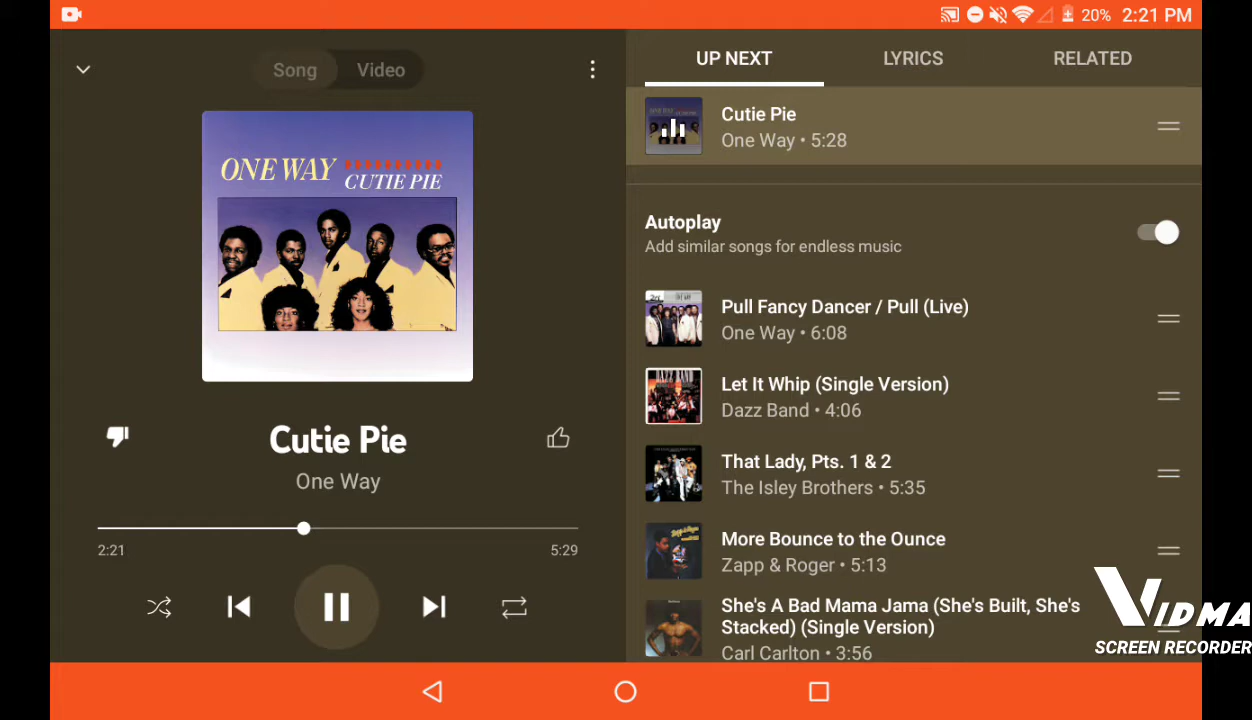 20% 2:21 PM
Song Video
ONE WAY
CUTIE PIE
Cutie Pie
One Way
2:21 5:29
UP NEXT LYRICS RELATED
Cutie Pie
One Way • 5:28
Autoplay
Add similar songs for endless music
Pull Fancy Dancer / Pull (Live)
One Way • 6:08
Let It Whip (Single Version)
Dazz Band • 4:06
That Lady, Pts. 1 & 2
The Isley Brothers • 5:35
More Bounce to the Ounce
Zapp & Roger • 5:13
She's A Bad Mama Jama (She's Built, She's
Stacked) (Single Version)
Carl Carlton • 3:56
VIDMA
SCREEN RECORDER